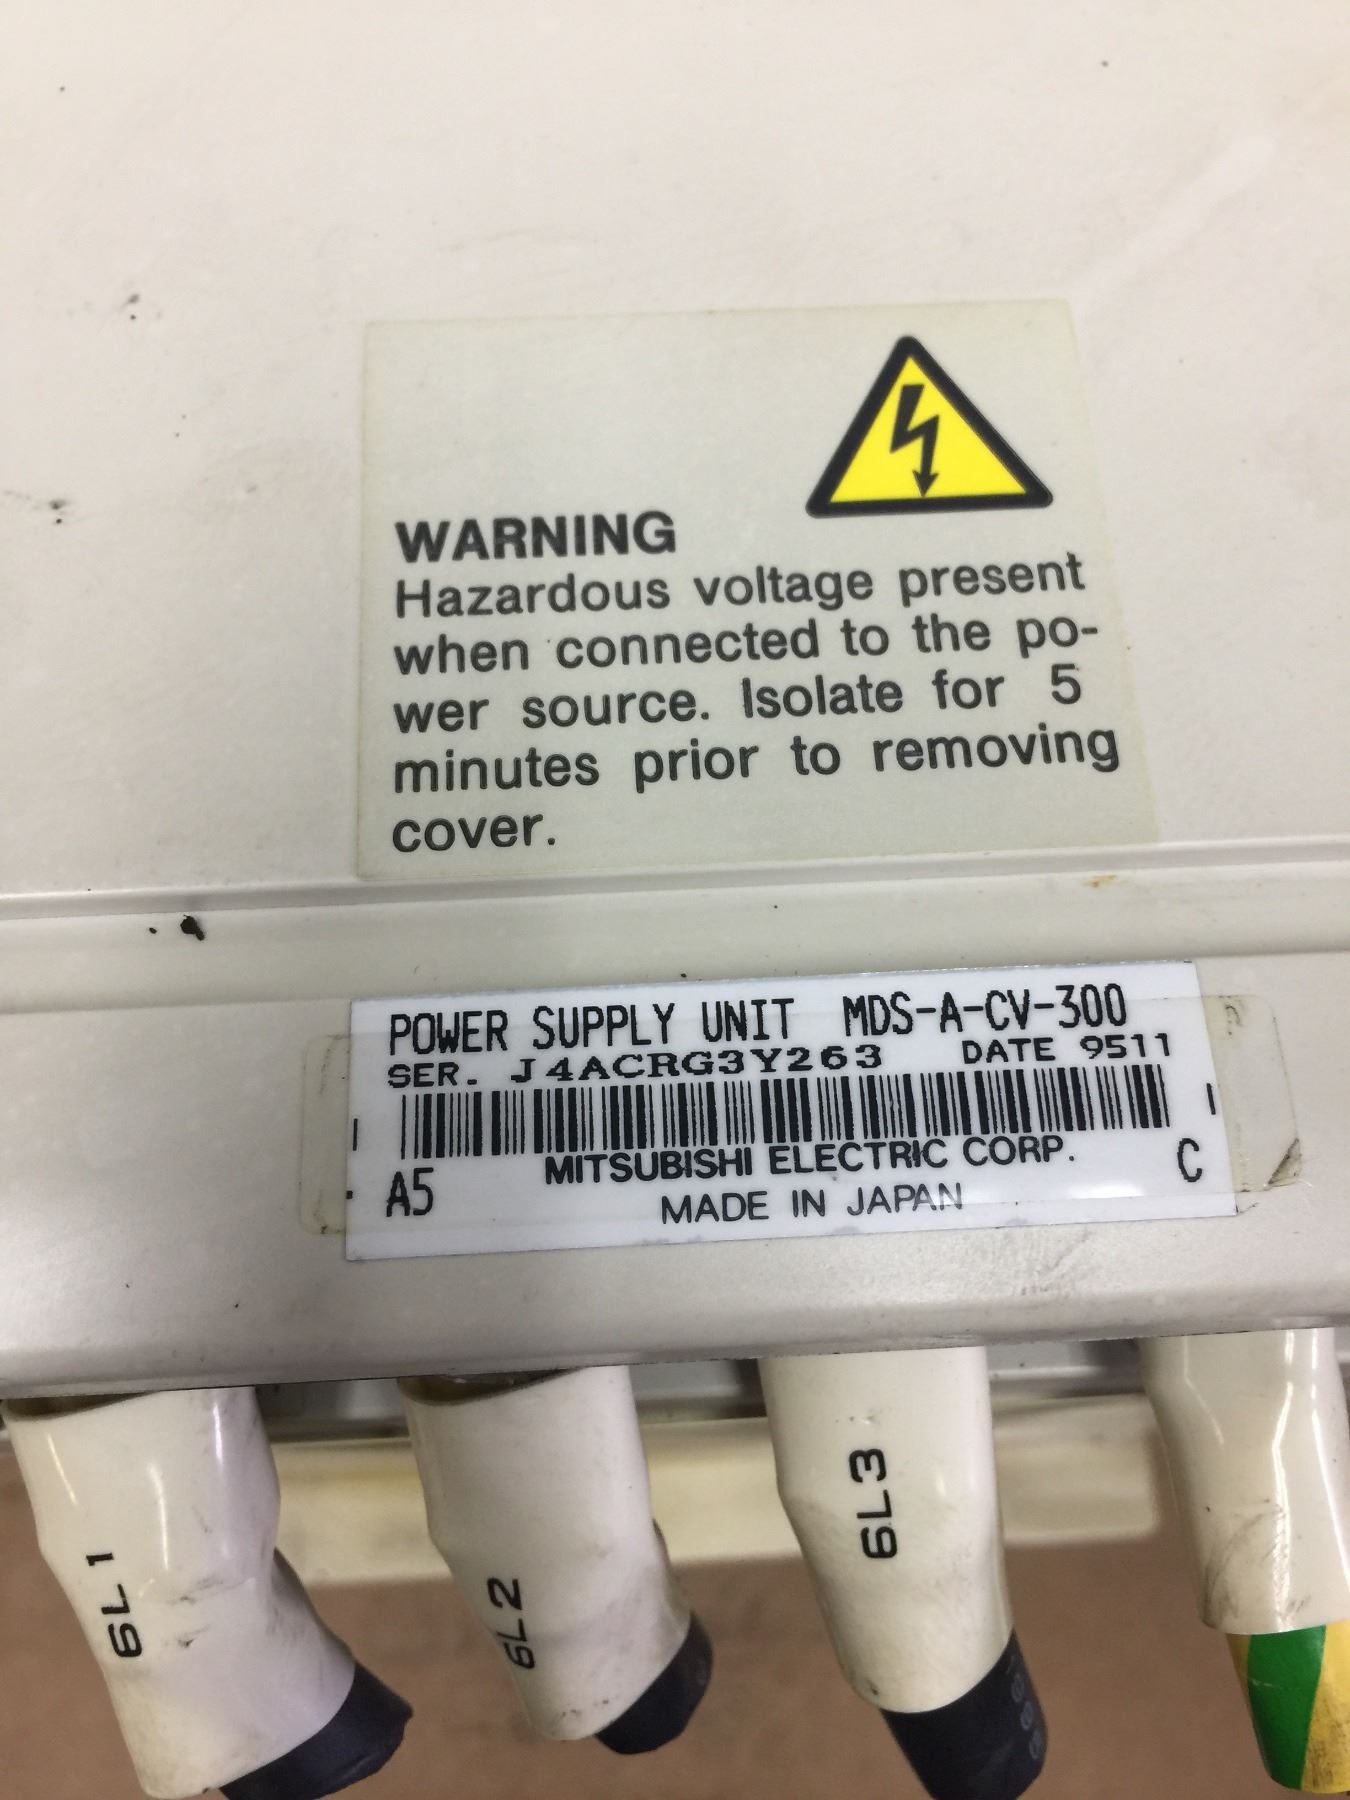 WARNING
Hazardous voltage present
when connected to the po-
wer source. Isolate for 5
minutes prior to removing
cover.
POWER SUPPLY UNIT MDS-A-CV-300
SER. J4ACRG3Y263 DATE 9511
MITSUBISHI ELECTRIC CORP.
A5 C
MADE IN JAPAN
6L1
6L2
6L3